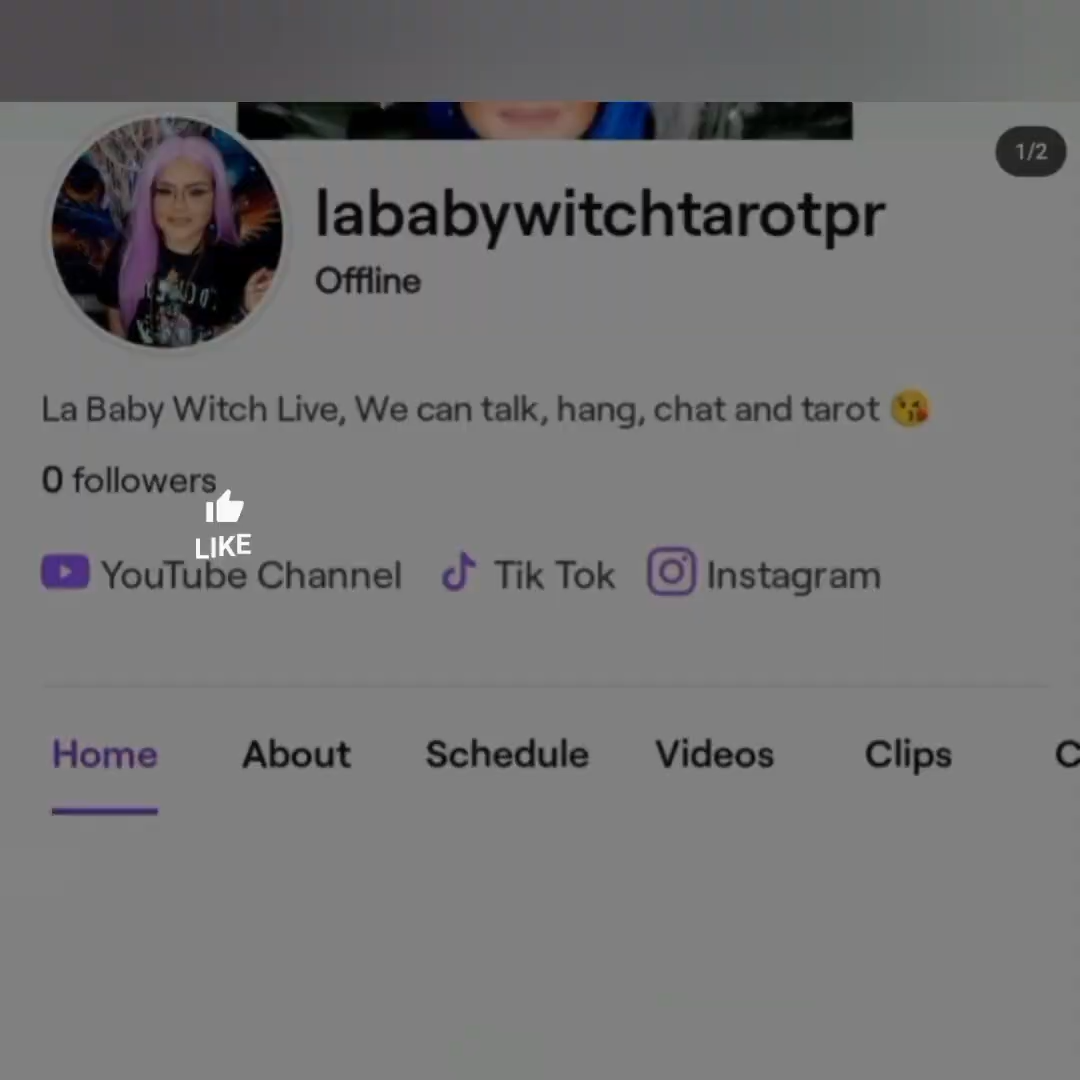 1/2
lababywitchtarotpr
Offline
La Baby Witch Live, We can talk, hang, chat and tarot 😘
0 followers
LIKE
YouTube Channel Tik Tok Instagram
Home About Schedule Videos Clips C